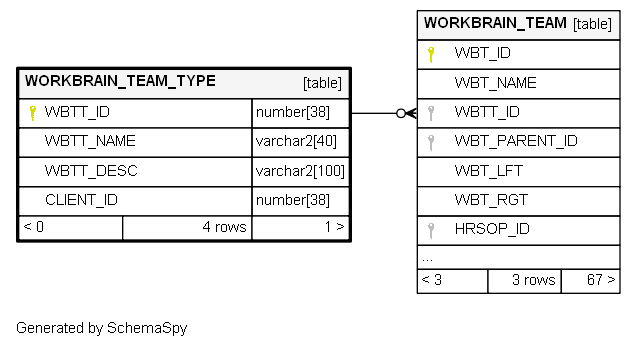 WORKBRAIN_TEAM_TYPE [table]
WBTT_ID number[38]
WBTT_NAME varchar2[40]
WBTT_DESC varchar2[100]
CLIENT_ID number[38]
< 0 4 rows 1 >
WORKBRAIN_TEAM [table]
WBT_ID
WBT_NAME
WBTT_ID
WBT_PARENT_ID
WBT_LFT
WBT_RGT
HRSOP_ID
...
< 3 3 rows 67 >
Generated by SchemaSpy